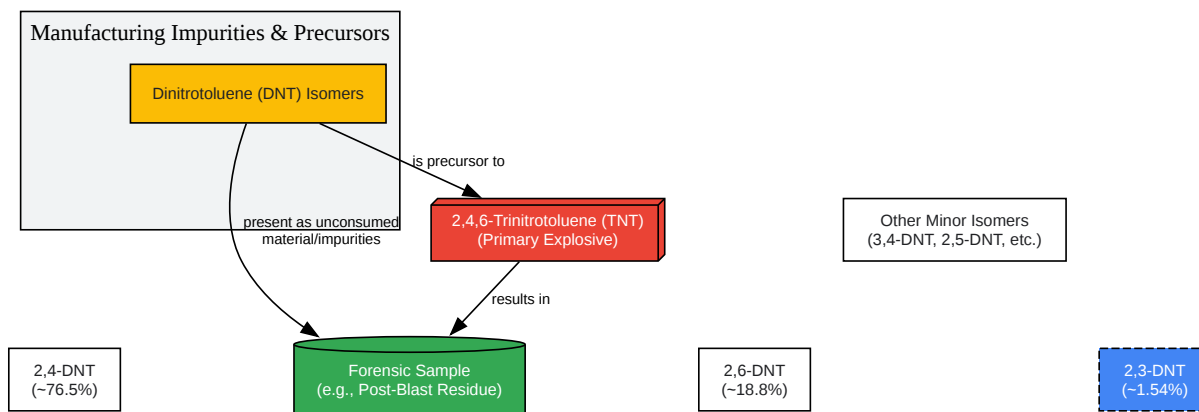 Manufacturing Impurities & Precursors
Dinitrotoluene (DNT) Isomers
is precursor to
present as unconsumed
material/impurities
2,4,6-Trinitrotoluene (TNT)
(Primary Explosive)
Other Minor Isomers
(3,4-DNT, 2,5-DNT, etc.)
results in
2,4-DNT
(~76.5%)
Forensic Sample
(e.g., Post-Blast Residue)
2,6-DNT
(~18.8%)
2,3-DNT
(~1.54%)